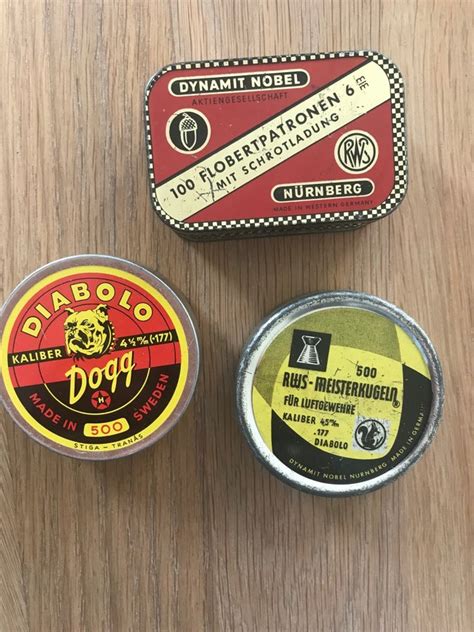 DYNAMIT NOBEL
AKTIENGESELLSCHAFT
100 FLOBERTPATRONEN 6
MIT SCHROTLADUNG
RWS
NÜRNBERG
MADE IN WESTERN GERMANY
DIABOLO
KALIBER 4½ m/m (·177)
Dogg
H
MADE IN 500 SWEDEN
STIGA - TRANÅS
500
RWS-MEISTERKUGELN
FÜR LUFTGEWEHRE
KALIBER 4,5 m/m
.177
DIABOLO
DYNAMIT NOBEL NÜRNBERG MADE IN